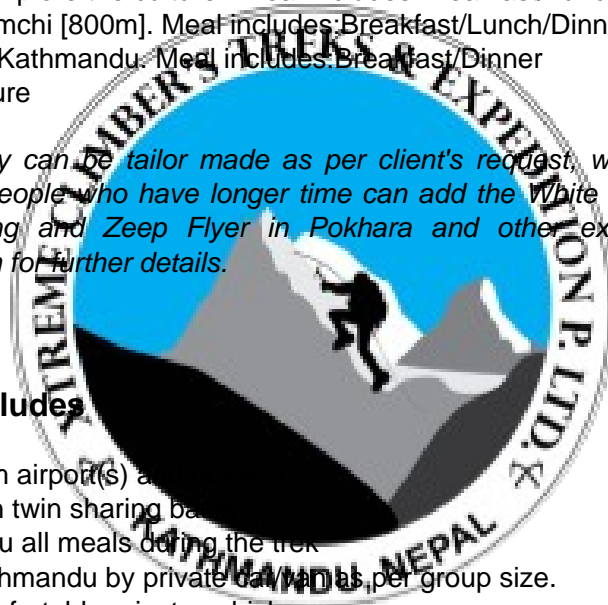 mchi [800m]. Meal includes:Breakfast/Lunch/Dinn
Kathmandu. Meal includes:Breakfast/Dinner
ure
y can be tailor made as per client's request, w
eople who have longer time can add the White
ng and Zeep Flyer in Pokhara and other ex
n for further details.
ludes
n airport(s)
n twin sharing ba
u all meals during the trek
thmandu by private car/van as per group size.
XTREME CLIMBER'S TREKS & EXPEDITION P. LTD.
KATHMANDU, NEPAL